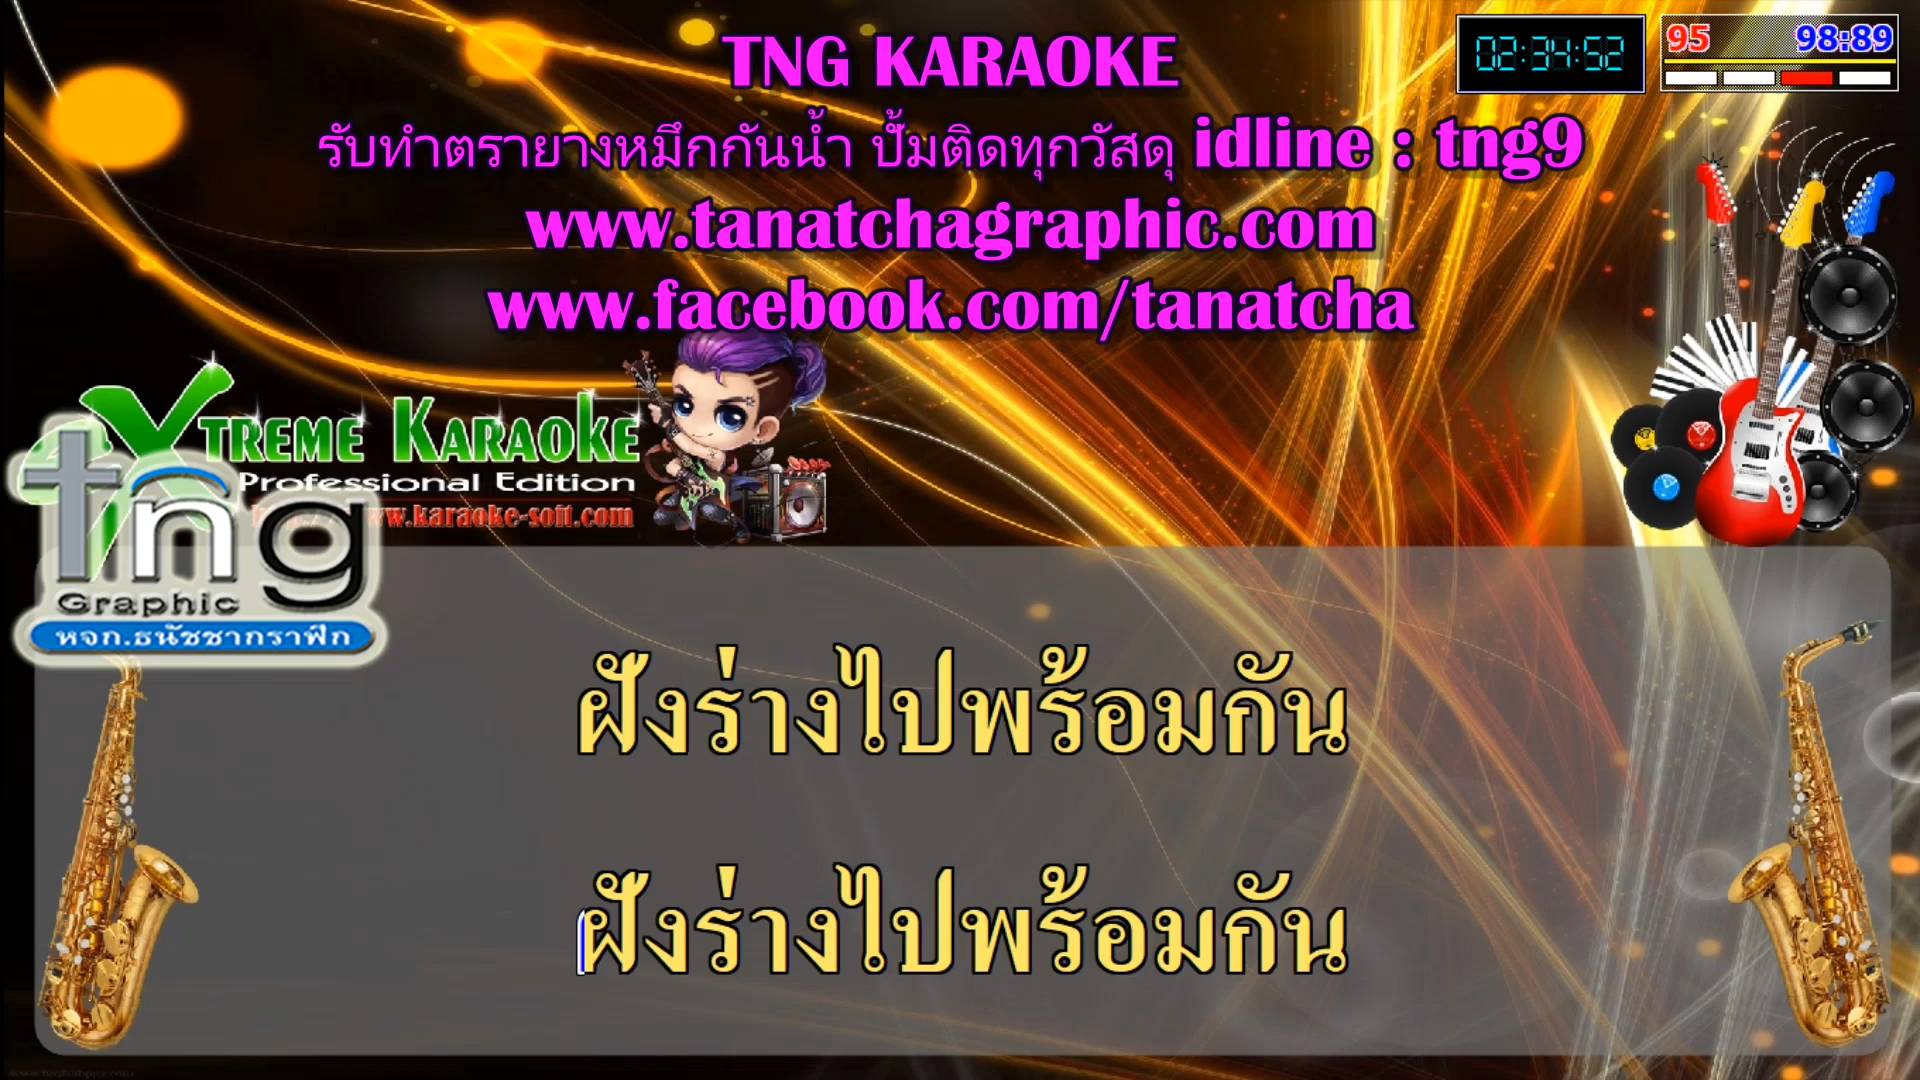 TNG KARAOKE
02:34:52
95 98:89
รับทำตรายางหมึกกันน้ำ ปั้มติดทุกวัสดุ idline : tng9
www.tanatchagraphic.com
www.facebook.com/tanatcha
XTREME KARAOKE
Professional Edition
www.karaoke-soft.com
tng
Graphic
หจก.ธนัชชากราฟิก
ฝังร่างไปพร้อมกัน
ฝังร่างไปพร้อมกัน